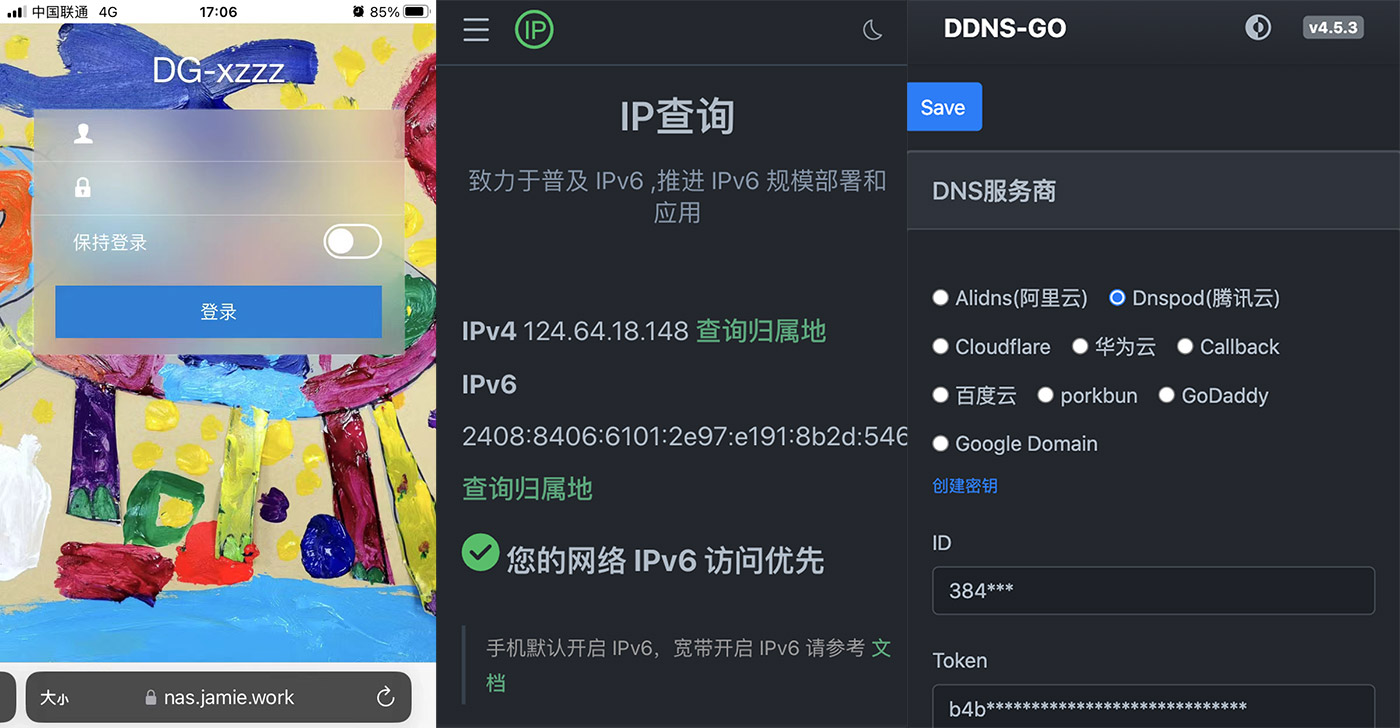 中国联通 4G 17:06 85%
DG-xzzz
保持登录
登录
大小 nas.jamie.work
IP
IP查询
致力于普及 IPv6 ,推进 IPv6 规模部署和
应用
IPv4 124.64.18.148 查询归属地
IPv6
2408:8406:6101:2e97:e191:8b2d:546
查询归属地
您的网络 IPv6 访问优先
手机默认开启 IPv6，宽带开启 IPv6 请参考 文
档
DDNS-GO v4.5.3
Save
DNS服务商
Alidns(阿里云) Dnspod(腾讯云)
Cloudflare 华为云 Callback
百度云 porkbun GoDaddy
Google Domain
创建密钥
ID
384***
Token
b4b*****************************